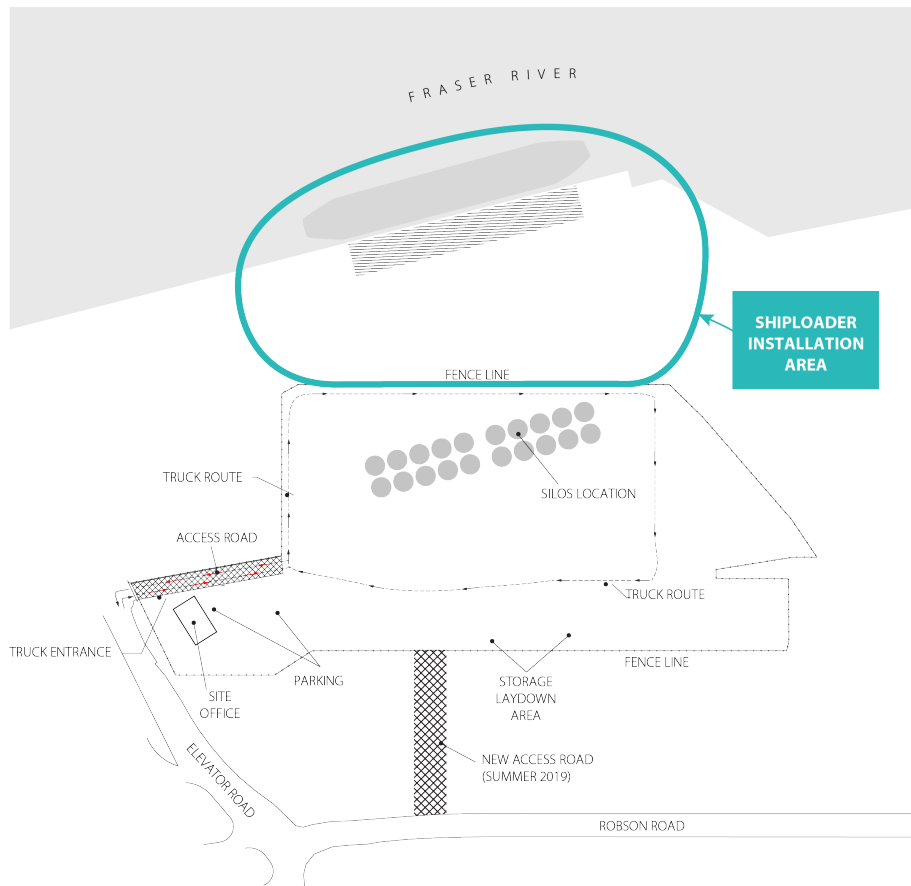 FRASER RIVER
SHIPLOADER
INSTALLATION
AREA
FENCE LINE
TRUCK ROUTE
SILOS LOCATION
ACCESS ROAD
TRUCK ROUTE
TRUCK ENTRANCE
FENCE LINE
PARKING
STORAGE
LAYDOWN
AREA
SITE
OFFICE
ELEVATOR ROAD
NEW ACCESS ROAD
(SUMMER 2019)
ROBSON ROAD